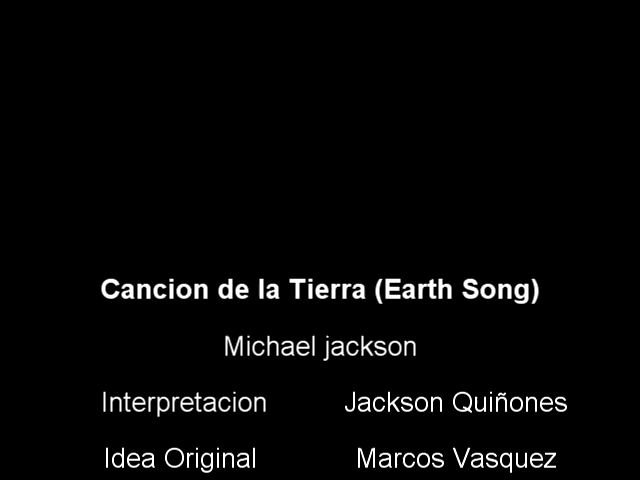 Cancion de la Tierra (Earth Song)
Michael jackson
Interpretacion Jackson Quiñones
Idea Original Marcos Vasquez